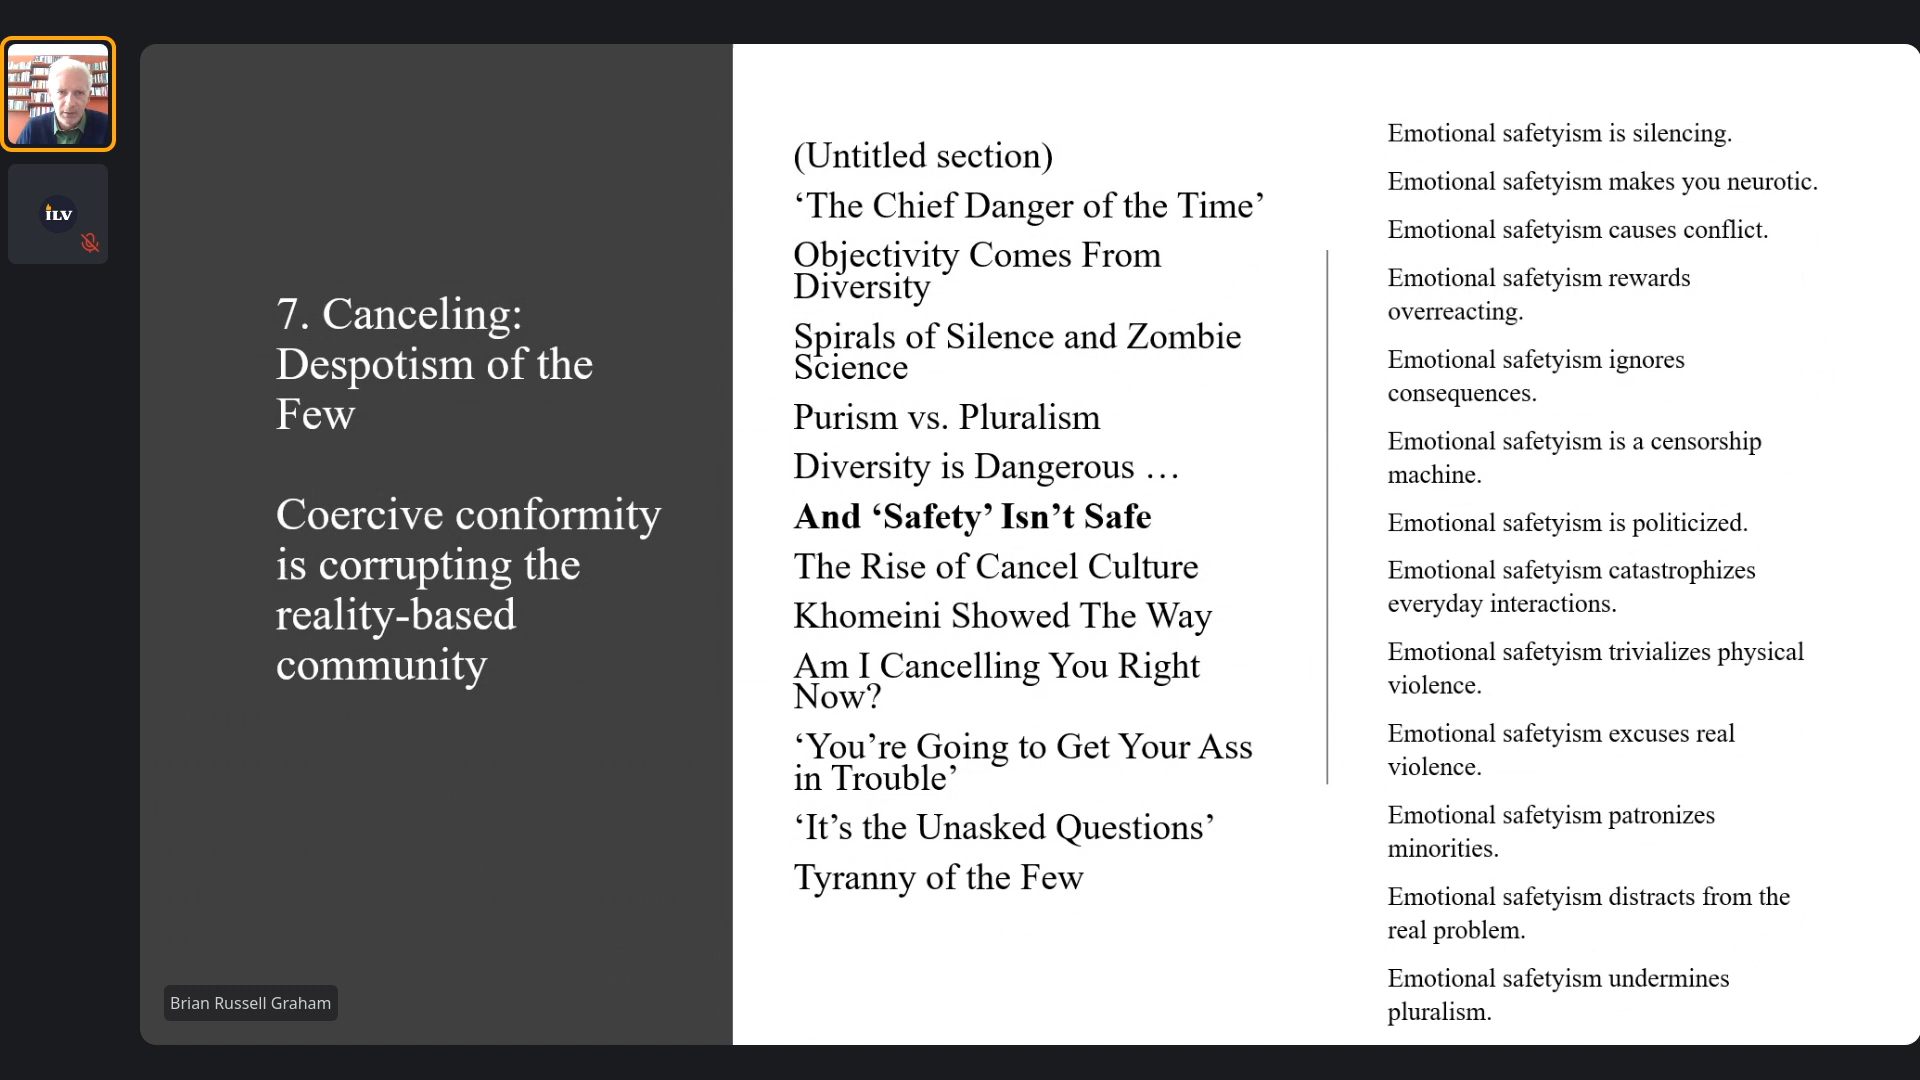 ILV
7. Canceling:
Despotism of the
Few
Coercive conformity
is corrupting the
reality-based
community
Brian Russell Graham
(Untitled section)
‘The Chief Danger of the Time’
Objectivity Comes From
Diversity
Spirals of Silence and Zombie
Science
Purism vs. Pluralism
Diversity is Dangerous …
And ‘Safety’ Isn’t Safe
The Rise of Cancel Culture
Khomeini Showed The Way
Am I Cancelling You Right
Now?
‘You’re Going to Get Your Ass
in Trouble’
‘It’s the Unasked Questions’
Tyranny of the Few
Emotional safetyism is silencing.
Emotional safetyism makes you neurotic.
Emotional safetyism causes conflict.
Emotional safetyism rewards
overreacting.
Emotional safetyism ignores
consequences.
Emotional safetyism is a censorship
machine.
Emotional safetyism is politicized.
Emotional safetyism catastrophizes
everyday interactions.
Emotional safetyism trivializes physical
violence.
Emotional safetyism excuses real
violence.
Emotional safetyism patronizes
minorities.
Emotional safetyism distracts from the
real problem.
Emotional safetyism undermines
pluralism.